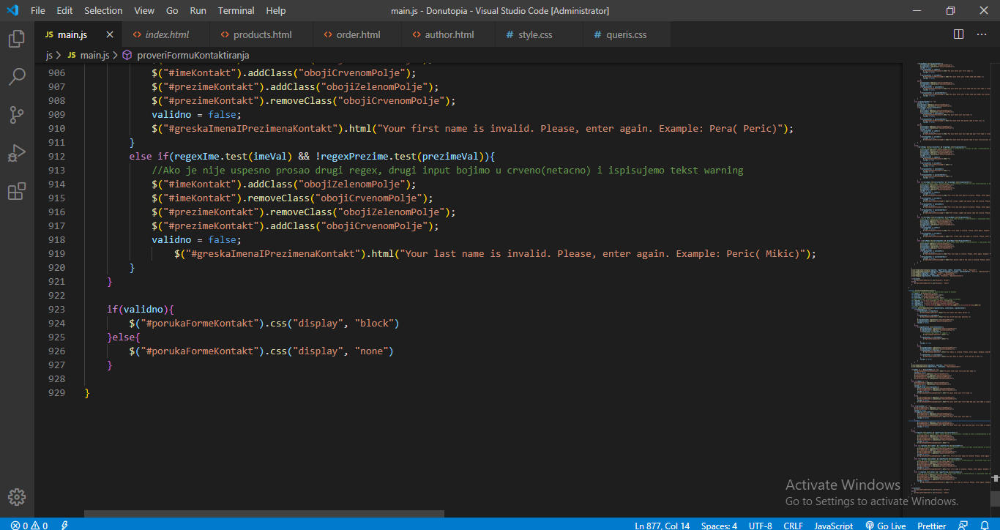 File Edit Selection View Go Run Terminal Help main.js - Donutopia - Visual Studio Code [Administrator]
JS main.js index.html products.html order.html author.html # style.css # queris.css
js > JS main.js > proveriFormuKontaktiranja
906 $("#imeKontakt").addClass("obojiCrvenomPolje");
907 $("#prezimeKontakt").addClass("obojiZelenomPolje");
908 $("#prezimeKontakt").removeClass("obojiCrvenomPolje");
909 validno = false;
910 $("#greskaImenaIPrezimenaKontakt").html("Your first name is invalid. Please, enter again. Example: Pera( Peric)");
911 }
912 else if(regexIme.test(imeVal) && !regexPrezime.test(prezimeVal)){
913 //Ako je nije uspesno prosao drugi regex, drugi input bojimo u crveno(netacno) i ispisujemo tekst warning
914 $("#imeKontakt").addClass("obojiZelenomPolje");
915 $("#imeKontakt").removeClass("obojiCrvenomPolje");
916 $("#prezimeKontakt").removeClass("obojiZelenomPolje");
917 $("#prezimeKontakt").addClass("obojiCrvenomPolje");
918 validno = false;
919 $("#greskaImenaIPrezimenaKontakt").html("Your last name is invalid. Please, enter again. Example: Peric( Mikic)");
920 }
921 }
922
923 if(validno){
924 $("#porukaFormeKontakt").css("display", "block")
925 }else{
926 $("#porukaFormeKontakt").css("display", "none")
927 }
928
929 }
Activate Windows
Go to Settings to activate Windows.
0 0 Ln 877, Col 14 Spaces: 4 UTF-8 CRLF JavaScript Go Live Prettier